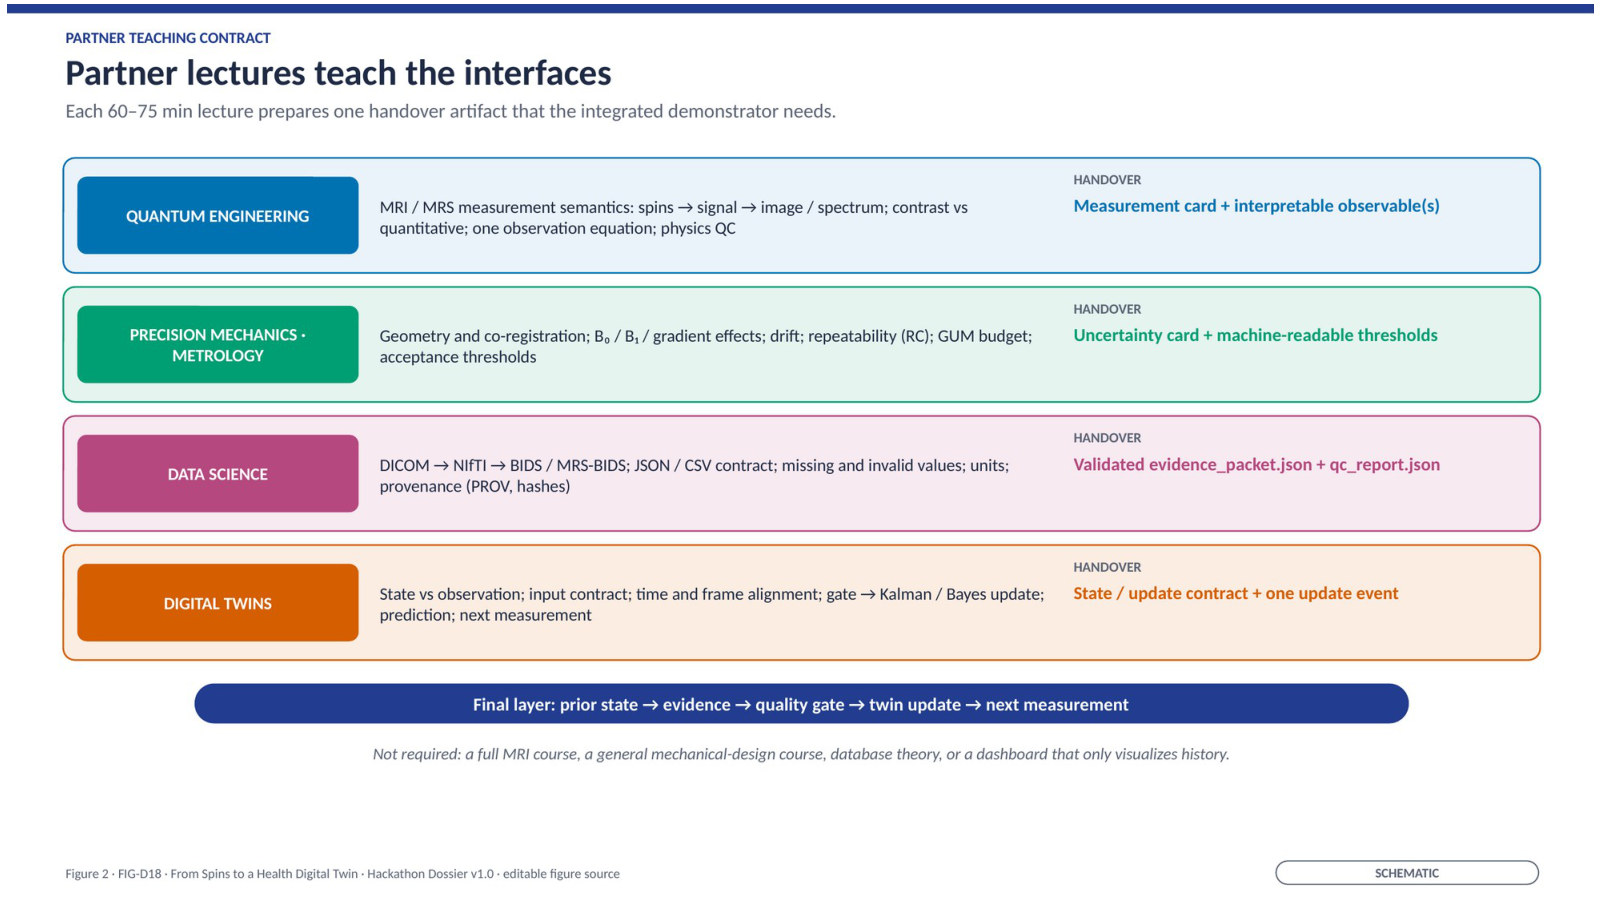 PARTNER TEACHING CONTRACT
Partner lectures teach the interfaces
Each 60–75 min lecture prepares one handover artifact that the integrated demonstrator needs.
QUANTUM ENGINEERING
MRI / MRS measurement semantics: spins → signal → image / spectrum; contrast vs
quantitative; one observation equation; physics QC
HANDOVER
Measurement card + interpretable observable(s)
PRECISION MECHANICS ·
METROLOGY
Geometry and co-registration; B₀ / B₁ / gradient effects; drift; repeatability (RC); GUM budget;
acceptance thresholds
HANDOVER
Uncertainty card + machine-readable thresholds
DATA SCIENCE
DICOM → NIfTI → BIDS / MRS-BIDS; JSON / CSV contract; missing and invalid values; units;
provenance (PROV, hashes)
HANDOVER
Validated evidence_packet.json + qc_report.json
DIGITAL TWINS
State vs observation; input contract; time and frame alignment; gate → Kalman / Bayes update;
prediction; next measurement
HANDOVER
State / update contract + one update event
Final layer: prior state → evidence → quality gate → twin update → next measurement
Not required: a full MRI course, a general mechanical-design course, database theory, or a dashboard that only visualizes history.
Figure 2 · FIG-D18 · From Spins to a Health Digital Twin · Hackathon Dossier v1.0 · editable figure source
SCHEMATIC